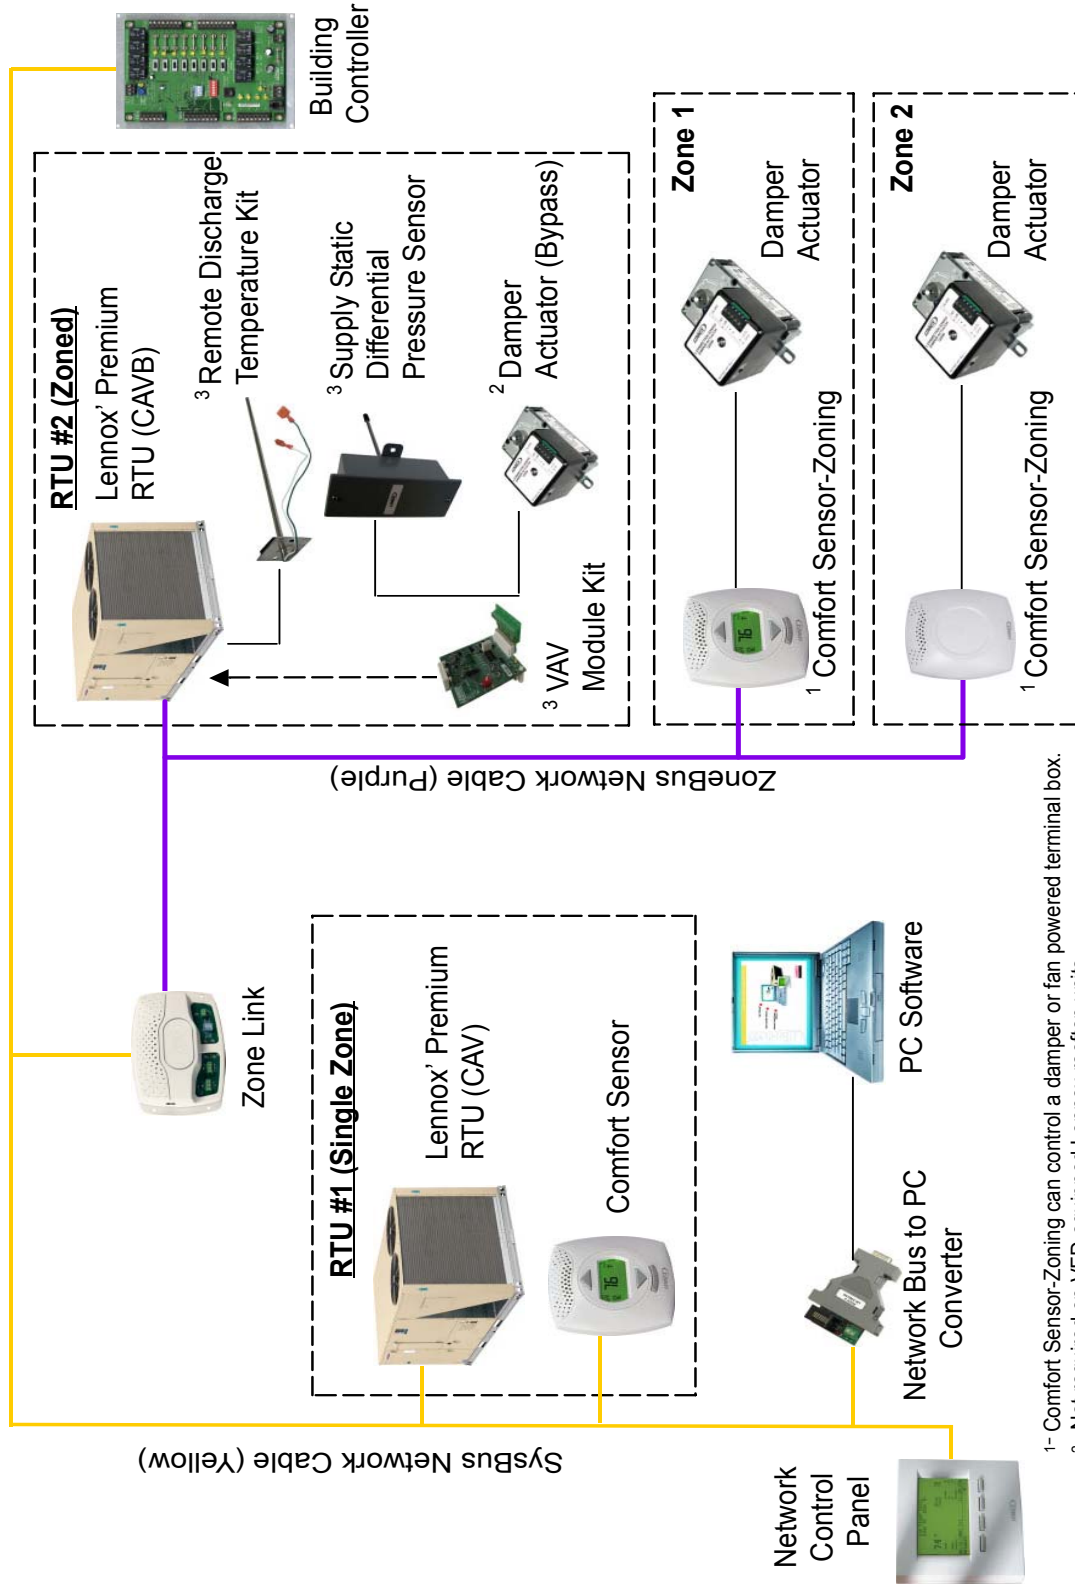 Building
Controller
RTU #2 (Zoned)
Lennox’ Premium
RTU (CAVB)
3 Remote Discharge
Temperature Kit
3 Supply Static
Differential
Pressure Sensor
2 Damper
Actuator (Bypass)
3 VAV
Module Kit
Zone 1
Damper
Actuator
1 Comfort Sensor-Zoning
Zone 2
Damper
Actuator
1 Comfort Sensor-Zoning
ZoneBus Network Cable (Purple)
Zone Link
RTU #1 (Single Zone)
Lennox’ Premium
RTU (CAV)
Comfort Sensor
PC Software
Network Bus to PC
Converter
SysBus Network Cable (Yellow)
Network
Control
Panel
76
76
74
1- Comfort Sensor-Zoning can control a damper or fan powered terminal box.